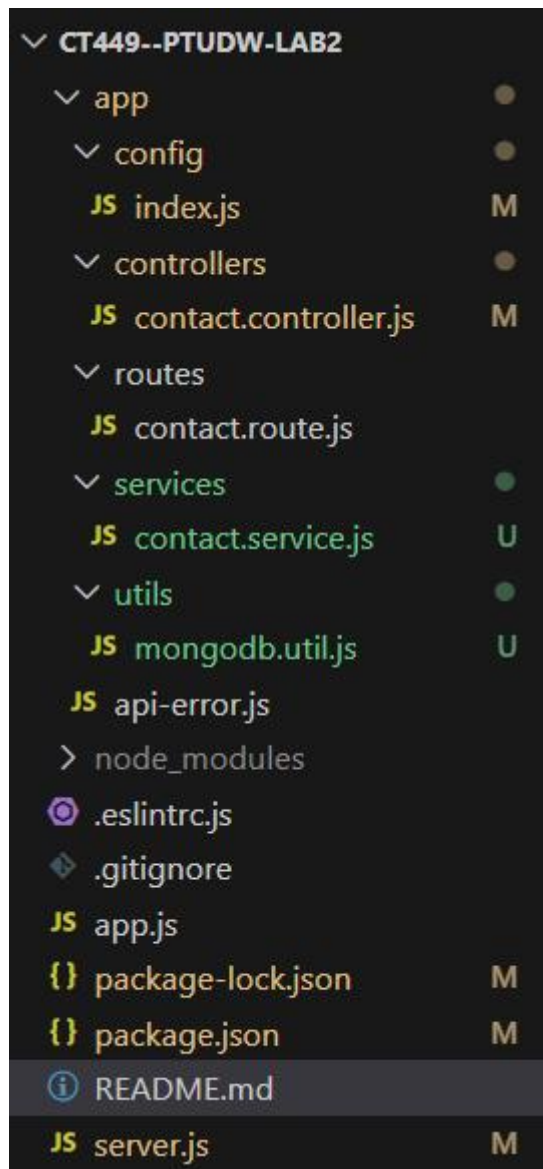 CT449--PTUDW-LAB2
app
config
JS index.js M
controllers
JS contact.controller.js M
routes
JS contact.route.js
services
JS contact.service.js U
utils
JS mongodb.util.js U
JS api-error.js
node_modules
.eslintrc.js
.gitignore
JS app.js
{} package-lock.json M
{} package.json M
README.md
JS server.js M